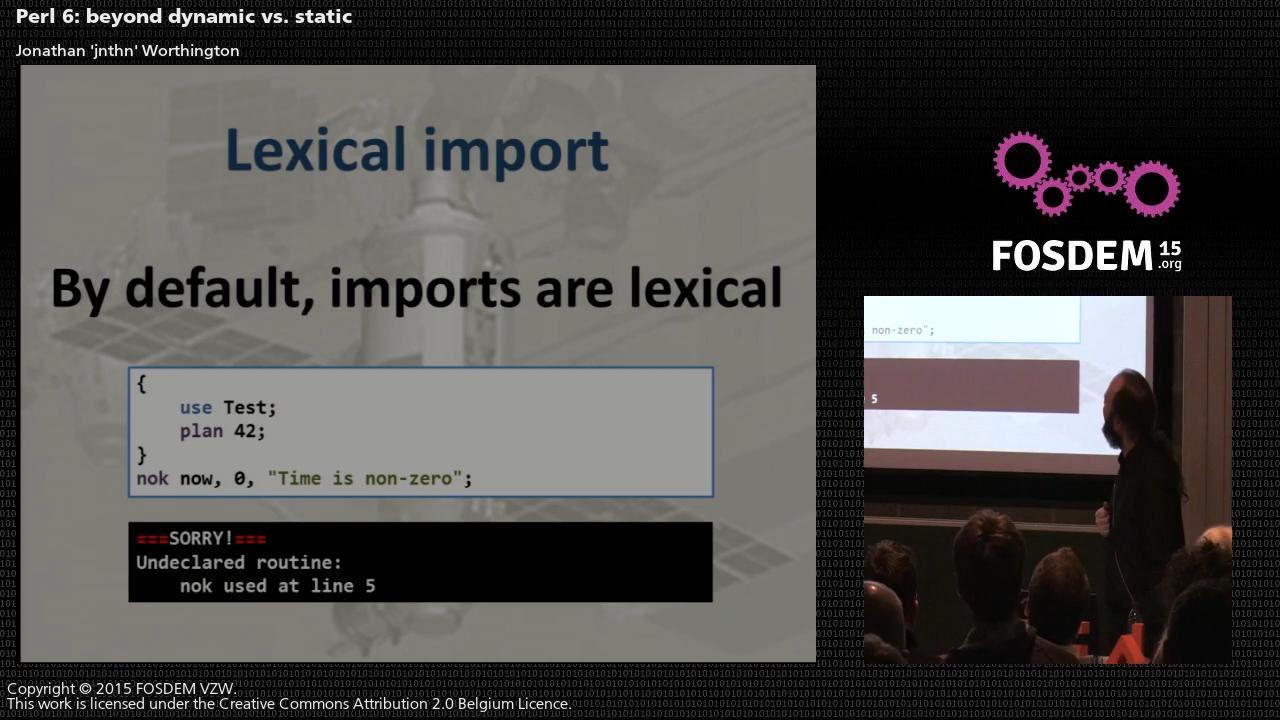 Perl 6: beyond dynamic vs. static
Jonathan 'jnthn' Worthington
Lexical import
By default, imports are lexical
{
    use Test;
    plan 42;
}
nok now, 0, "Time is non-zero";
===SORRY!===
Undeclared routine:
    nok used at line 5
FOSDEM 15
.org
non-zero";
5
Copyright © 2015 FOSDEM VZW.
This work is licensed under the Creative Commons Attribution 2.0 Belgium Licence.